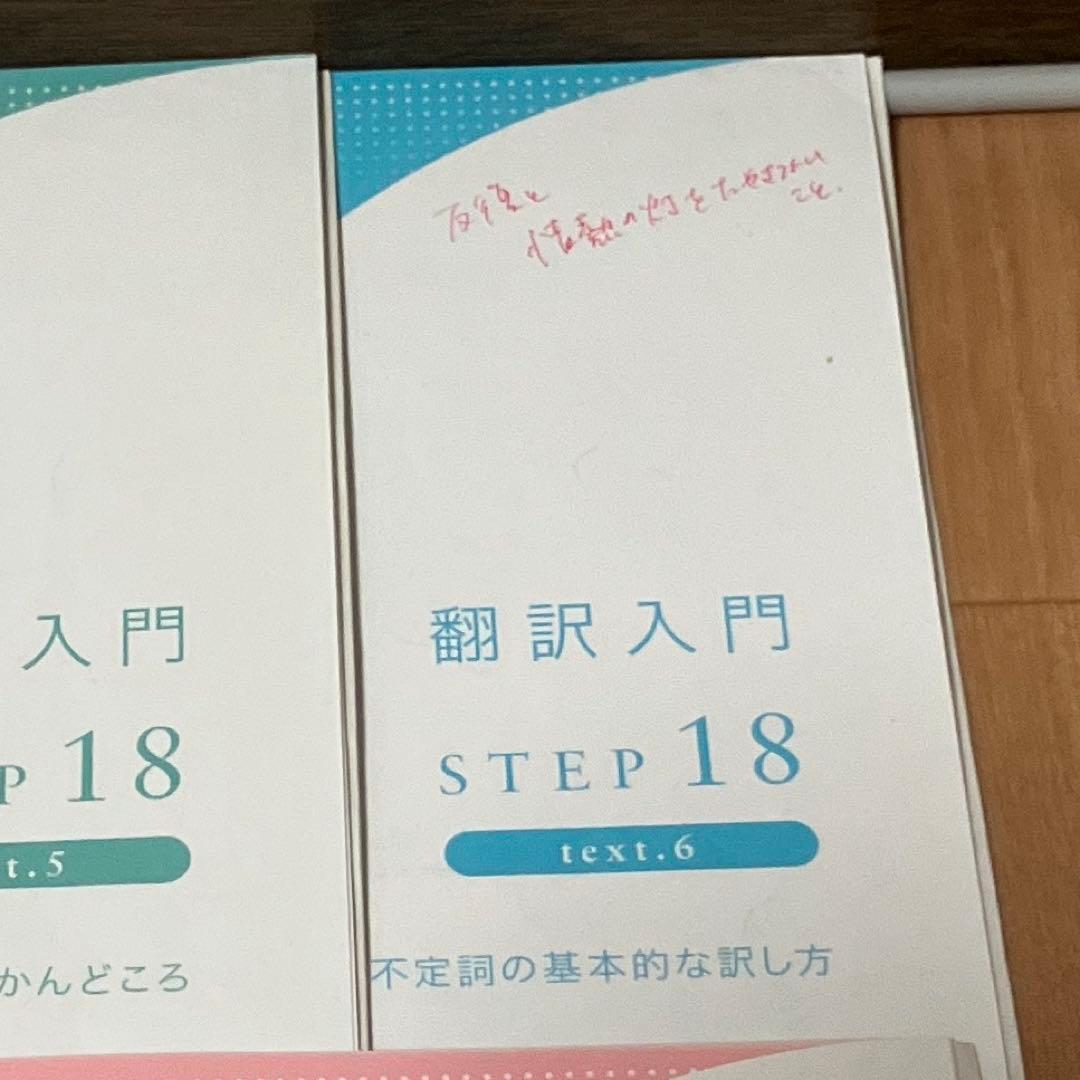 入門
P 18
t.5
かんどころ
反復と
情熱の灯をたやさない
こと.
翻訳入門
STEP 18
text.6
不定詞の基本的な訳し方